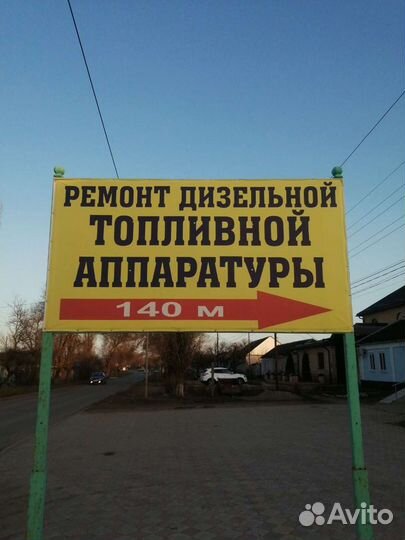 РЕМОНТ ДИЗЕЛЬНОЙ
ТОПЛИВНОЙ
АППАРАТУРЫ
140 М
Avito